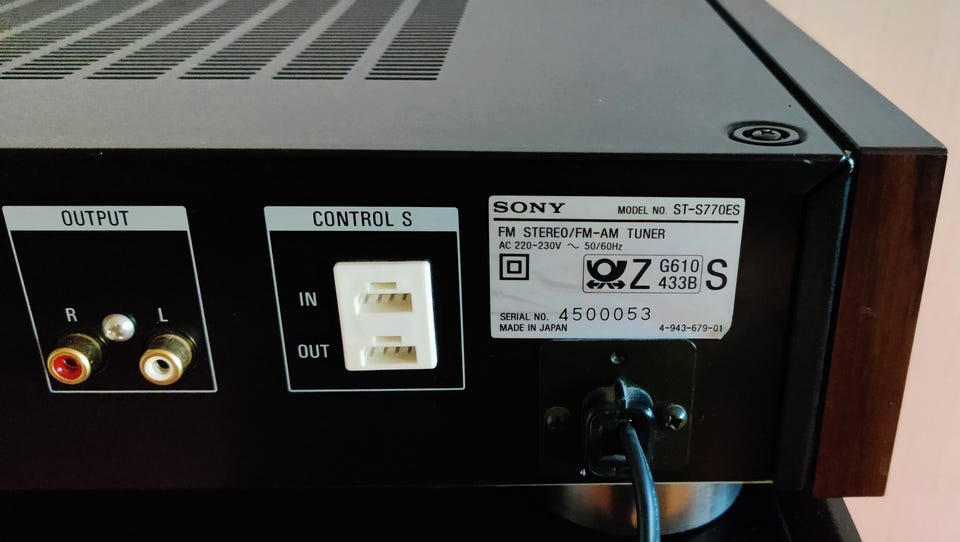 OUTPUT
R L
CONTROL S
IN
OUT
SONY MODEL NO. ST-S770ES
FM STEREO/FM-AM TUNER
AC 220-230V ~ 50/60Hz
Z G610 433B S
SERIAL NO. 4500053
MADE IN JAPAN 4-943-679-01
4